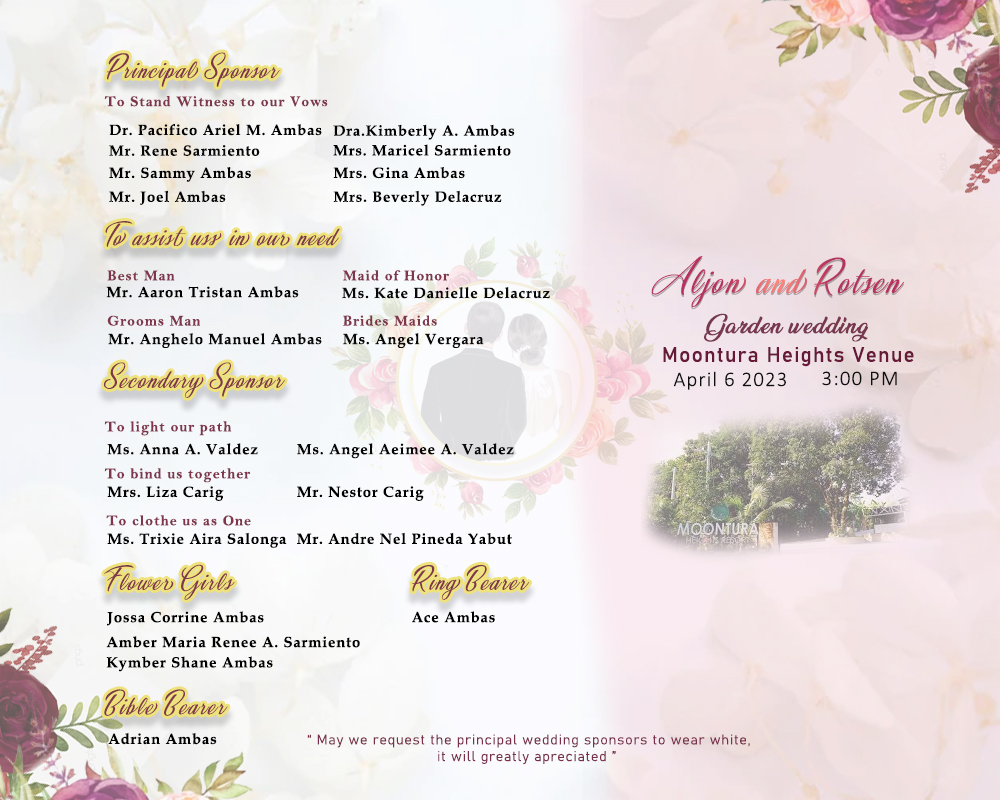 Principal Sponsor
To Stand Witness to our Vows
Dr. Pacifico Ariel M. Ambas Dra.Kimberly A. Ambas
Mr. Rene Sarmiento Mrs. Maricel Sarmiento
Mr. Sammy Ambas Mrs. Gina Ambas
Mr. Joel Ambas Mrs. Beverly Delacruz
To assist uss in our need
Best Man Maid of Honor
Mr. Aaron Tristan Ambas Ms. Kate Danielle Delacruz
Grooms Man Brides Maids
Mr. Anghelo Manuel Ambas Ms. Angel Vergara
Secondary Sponsor
To light our path
Ms. Anna A. Valdez Ms. Angel Aeimee A. Valdez
To bind us together
Mrs. Liza Carig Mr. Nestor Carig
To clothe us as One
Ms. Trixie Aira Salonga Mr. Andre Nel Pineda Yabut
Flower Girls Ring Bearer
Jossa Corrine Ambas Ace Ambas
Amber Maria Renee A. Sarmiento
Kymber Shane Ambas
Bible Bearer
Adrian Ambas
" May we request the principal wedding sponsors to wear white,
it will greatly apreciated "
Aljon and Rotsen
Garden wedding
Moontura Heights Venue
April 6 2023 3:00 PM
MOONTURA
HEIGHTS RESORT